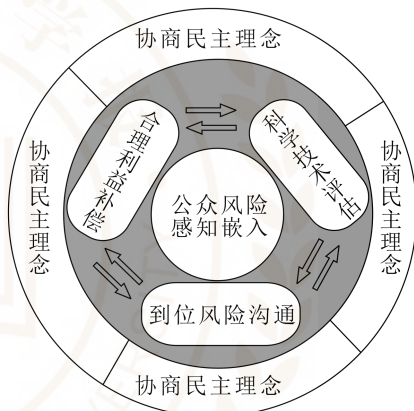 协商民主理念
合理利益补偿
科学技术评估
协商民主理念
协商民主理念
公众风险
感知嵌入
到位风险沟通
协商民主理念